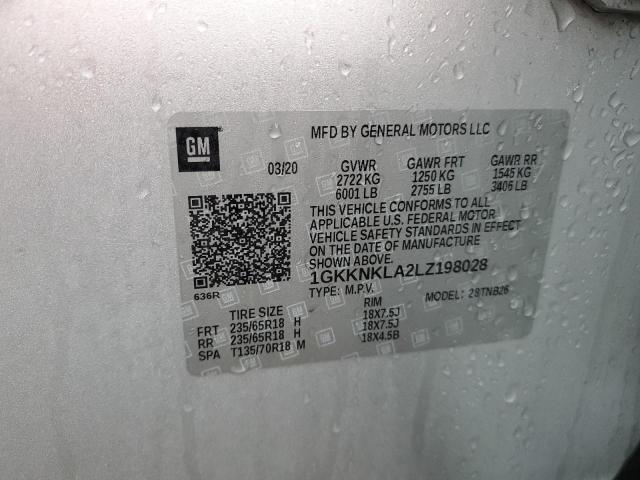 GM
MFD BY GENERAL MOTORS LLC
03/20 GVWR GAWR FRT GAWR RR
2722 KG 1250 KG 1545 KG
6001 LB 2755 LB 3406 LB
THIS VEHICLE CONFORMS TO ALL
APPLICABLE U.S. FEDERAL MOTOR
VEHICLE SAFETY STANDARDS IN EFFECT
ON THE DATE OF MANUFACTURE
SHOWN ABOVE.
1GKKNKLA2LZ198028
636R
TYPE: M.P.V. MODEL: 28TNB26
TIRE SIZE RIM
FRT 235/65R18 H 18X7.5J
RR 235/65R18 H 18X7.5J
SPA T135/70R18 M 18X4.5B